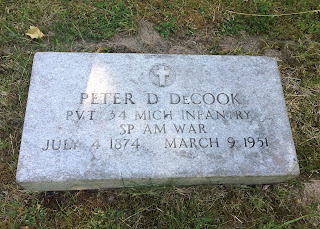 PETER D DECOOK
PVT 34 MICH INFANTRY
SP AM WAR
JULY 4 1874 MARCH 9 1951